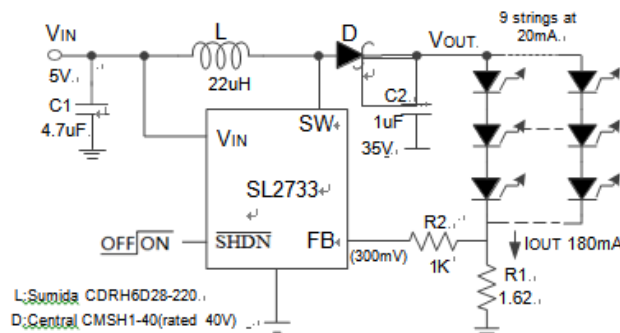 VIN
L
D
VOUT.
9 strings at
20mA.
5V.
22uH
C1
4.7uF
C2
1uF
35V
VIN
SW
SL2733
SHDN
FB
OFF ON
(300mV)
R2
1K
IOUT 180mA
R1
1.62
L:Sumida CDRH6D28-220.
D:Central CMSH1-40(rated 40V)